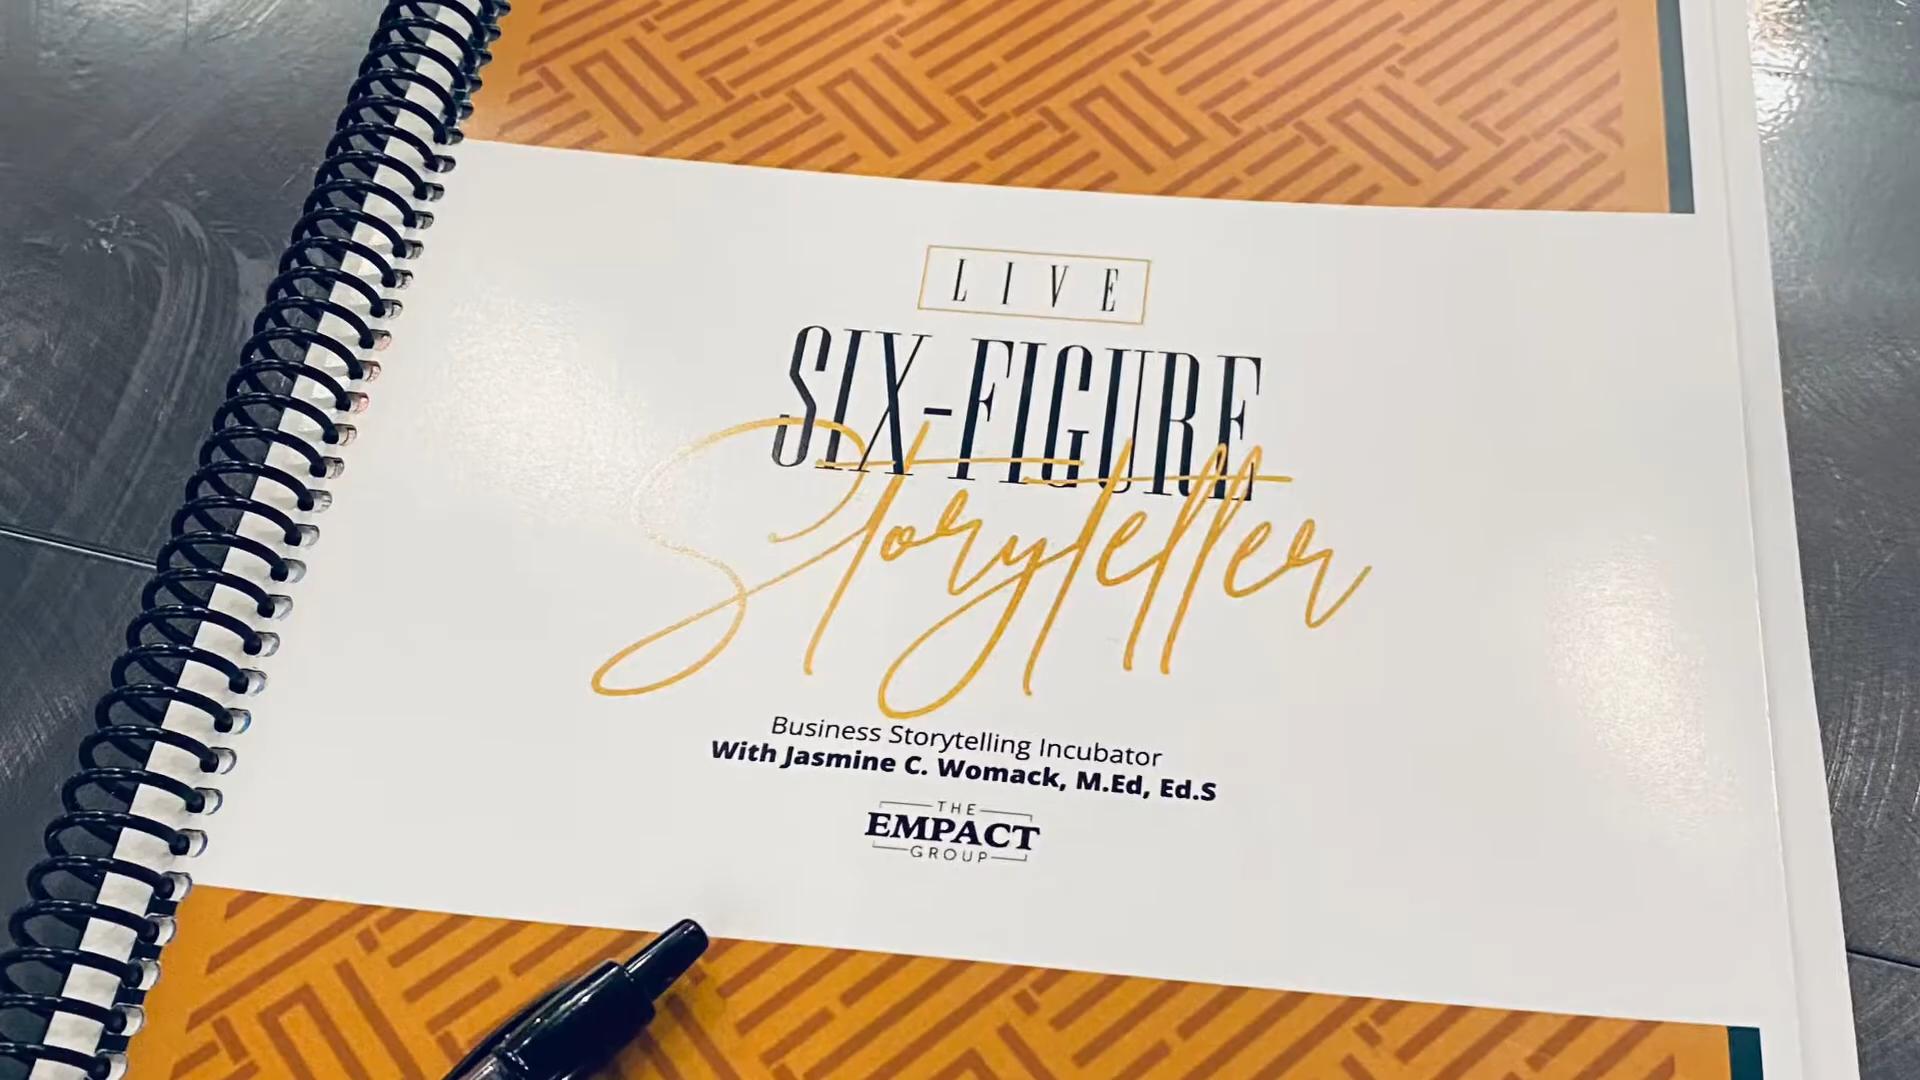 LIVE
SIX-FIGURE
Storyteller
Business Storytelling Incubator
With Jasmine C. Womack, M.Ed, Ed.S
THE
EMPACT
GROUP